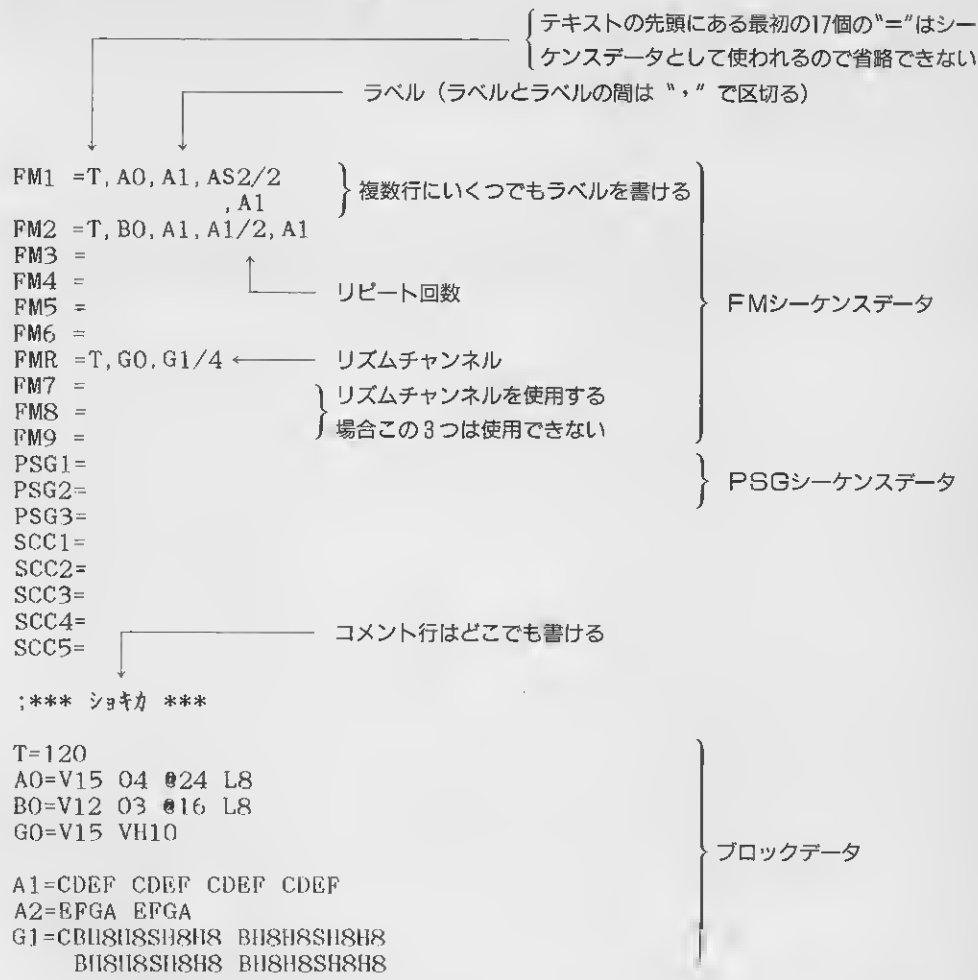 テキストの先頭にある最初の17個の“=”はシー
ケンスデータとして使われるので省略できない
ラベル（ラベルとラベルの間は “，” で区切る）
FM1 =T, A0, A1, AS2/2
, A1
複数行にいくつでもラベルを書ける
FM2 =T, B0, A1, A1/2, A1
FM3 =
FM4 =
リピート回数
FM5 =
FM6 =
FMシーケンスデータ
FMR =T, G0, G1/4
リズムチャンネル
FM7 =
リズムチャンネルを使用する
FM8 =
FM9 =
場合この3つは使用できない
PSG1=
PSG2=
PSGシーケンスデータ
PSG3=
SCC1=
SCC2=
SCC3=
SCC4=
コメント行はどこでも書ける
SCC5=
;*** ショキカ ***
T=120
A0=V15 O4 @24 L8
B0=V12 O3 @16 L8
G0=V15 VH10
ブロックデータ
A1=CDEF CDEF CDEF CDEF
A2=EFGA EFGA
G1=CBH8H8SH8H8 BH8H8SH8H8
BH8H8SH8H8 BH8H8SH8H8